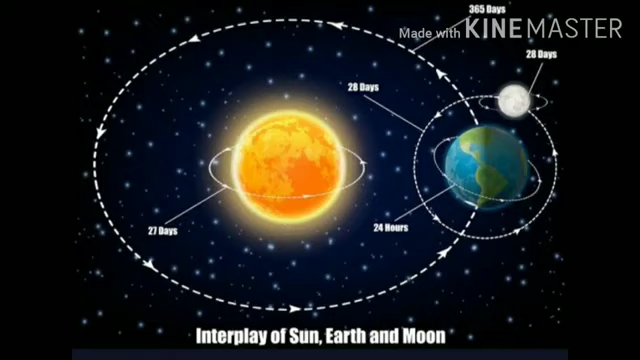 365 Days
Made with KINEMASTER
28 Days
28 Days
24 Hours
27 Days
Interplay of Sun, Earth and Moon